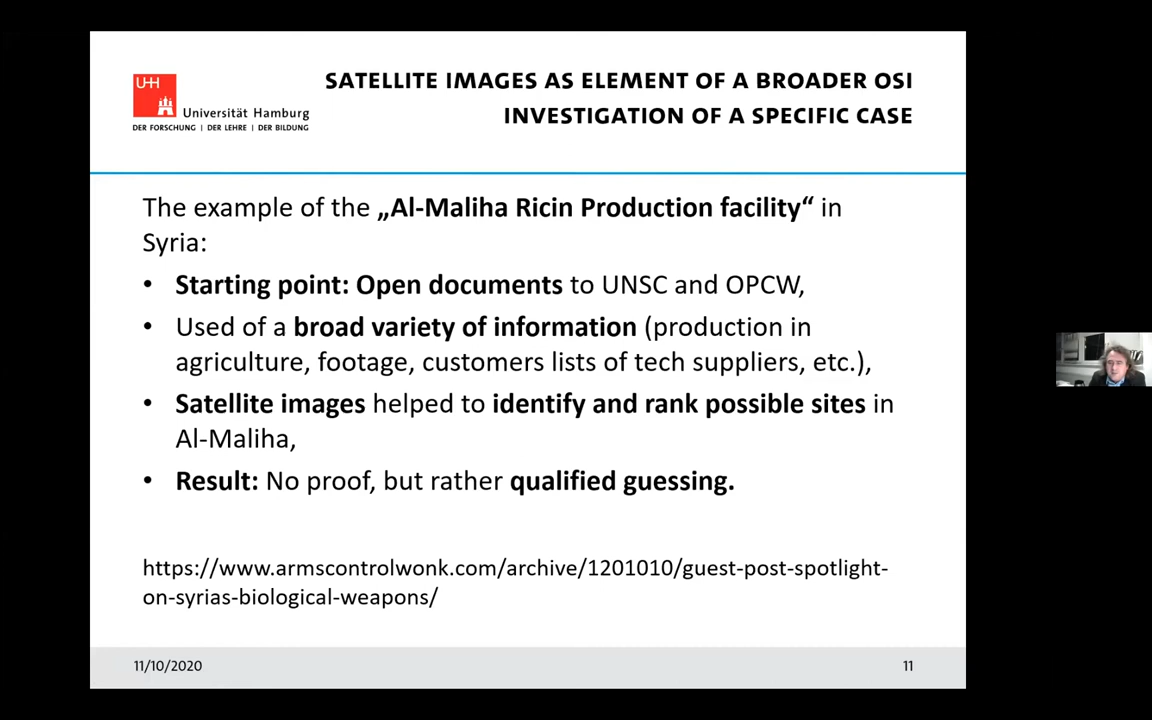 UHH
Universität Hamburg
DER FORSCHUNG | DER LEHRE | DER BILDUNG
SATELLITE IMAGES AS ELEMENT OF A BROADER OSI
INVESTIGATION OF A SPECIFIC CASE
The example of the „Al-Maliha Ricin Production facility“ in
Syria:
• Starting point: Open documents to UNSC and OPCW,
• Used of a broad variety of information (production in
agriculture, footage, customers lists of tech suppliers, etc.),
• Satellite images helped to identify and rank possible sites in
Al-Maliha,
• Result: No proof, but rather qualified guessing.
https://www.armscontrolwonk.com/archive/1201010/guest-post-spotlight-
on-syrias-biological-weapons/
11/10/2020
11